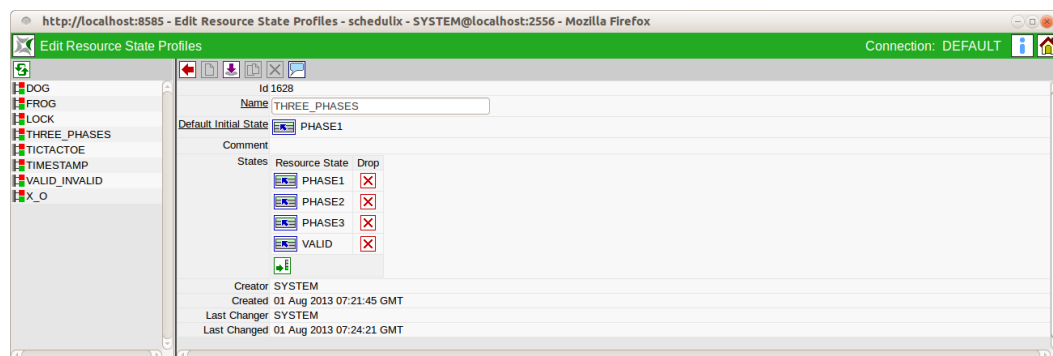 http://localhost:8585 - Edit Resource State Profiles - schedulix - SYSTEM@localhost:2556 - Mozilla Firefox
Edit Resource State Profiles
Connection: DEFAULT
DOG
FROG
LOCK
THREE_PHASES
TICTACTOE
TIMESTAMP
VALID_INVALID
X_O
Id 1628
Name THREE_PHASES
Default Initial State PHASE1
Comment
States Resource State Drop
PHASE1
PHASE2
PHASE3
VALID
Creator SYSTEM
Created 01 Aug 2013 07:21:45 GMT
Last Changer SYSTEM
Last Changed 01 Aug 2013 07:24:21 GMT